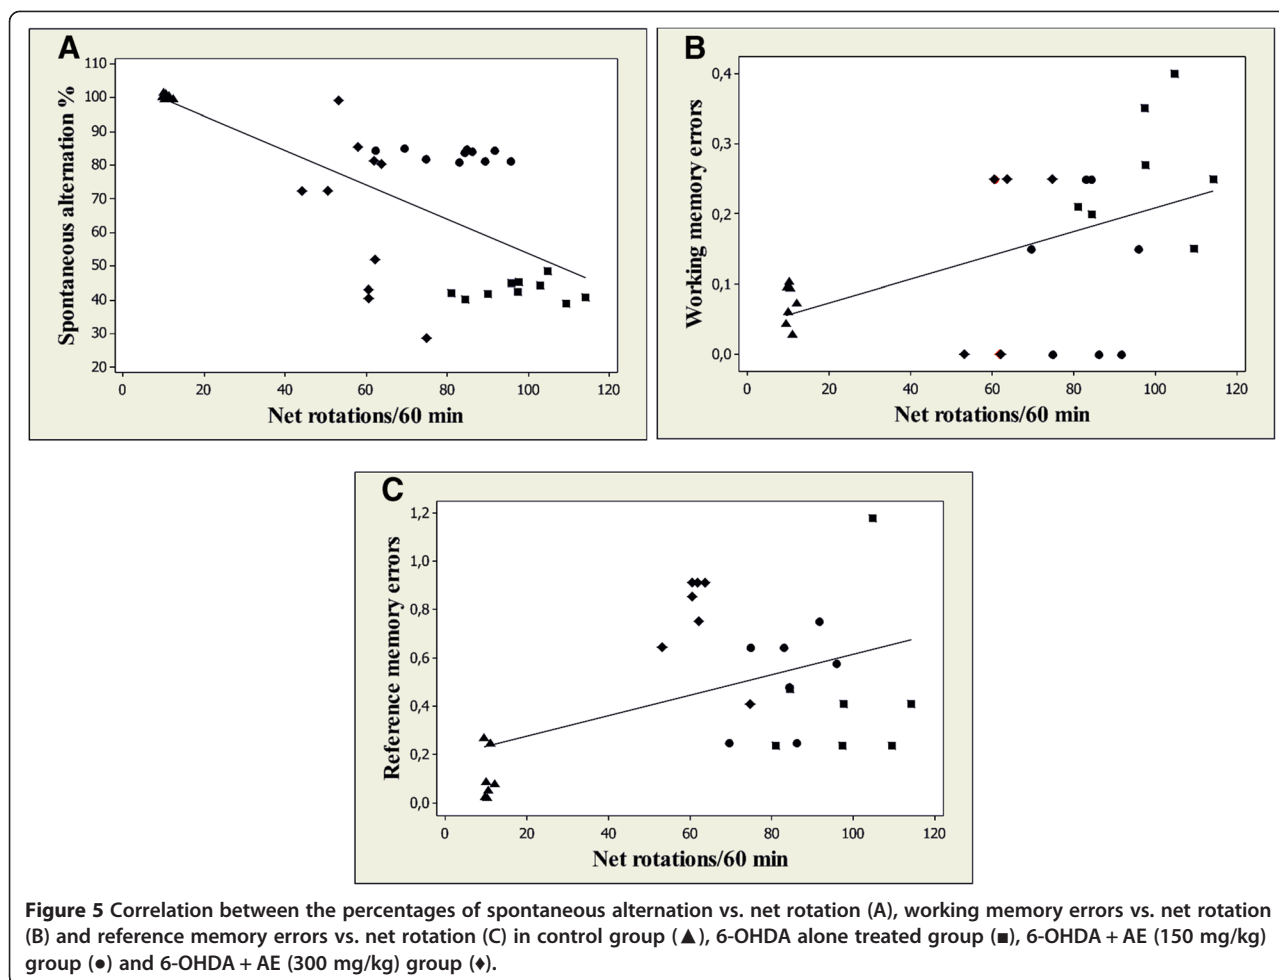 A
Spontaneous alternation %
110
100
90
80
70
60
50
40
30
20
0 20 40 60 80 100 120
Net rotations/60 min
B
Working memory errors
0,4
0,3
0,2
0,1
0,0
0 20 40 60 80 100 120
Net rotations/60 min
C
Reference memory errors
1,2
1,0
0,8
0,6
0,4
0,2
0,0
0 20 40 60 80 100 120
Net rotations/60 min
Figure 5 Correlation between the percentages of spontaneous alternation vs. net rotation (A), working memory errors vs. net rotation
(B) and reference memory errors vs. net rotation (C) in control group (▲), 6-OHDA alone treated group (■), 6-OHDA + AE (150 mg/kg)
group (●) and 6-OHDA + AE (300 mg/kg) group (♦).